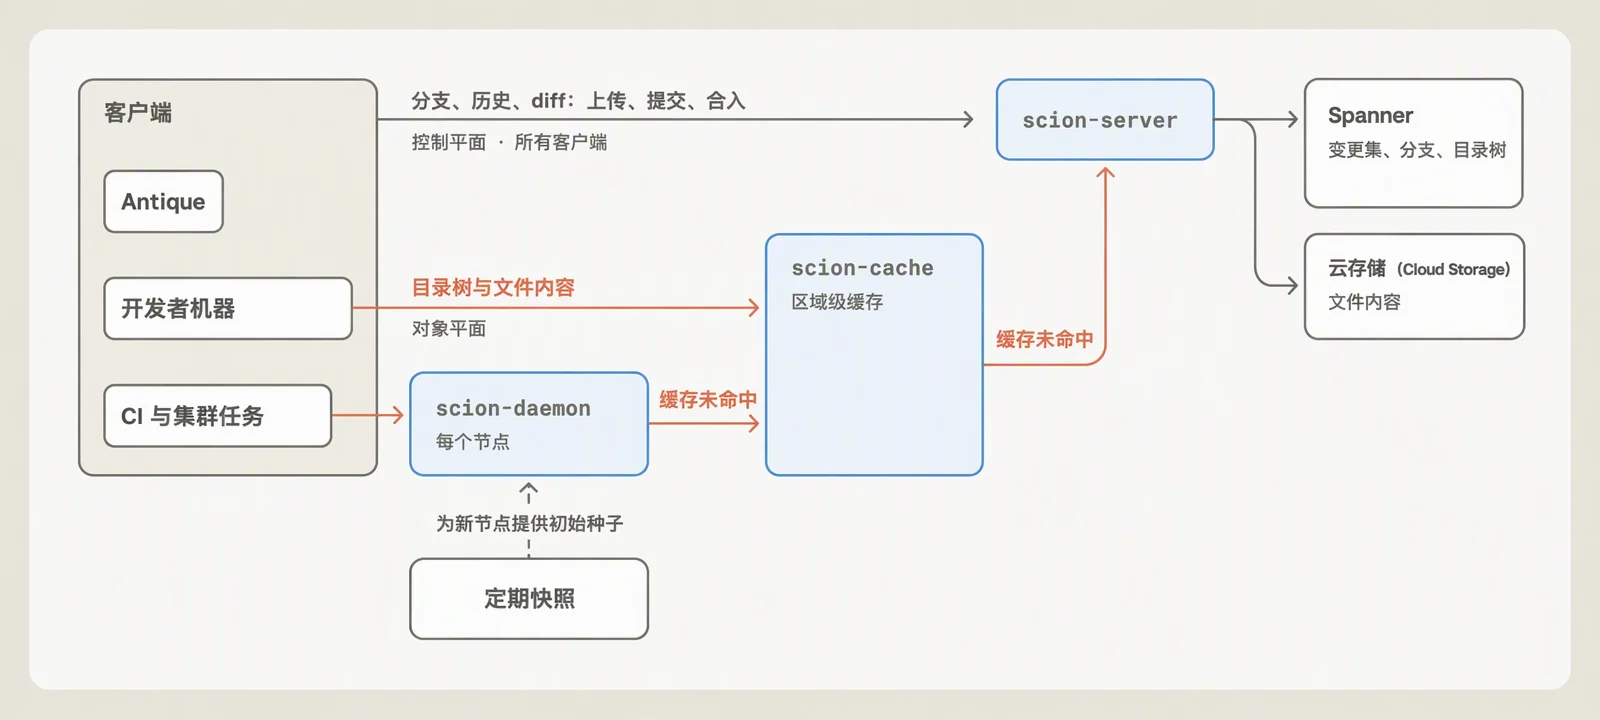 客户端
Antique
开发者机器
CI 与集群任务
分支、历史、diff：上传、提交、合入
控制平面 · 所有客户端
目录树与文件内容
对象平面
scion-daemon
每个节点
缓存未命中
为新节点提供初始种子
定期快照
scion-cache
区域级缓存
缓存未命中
scion-server
Spanner
变更集、分支、目录树
云存储（Cloud Storage）
文件内容